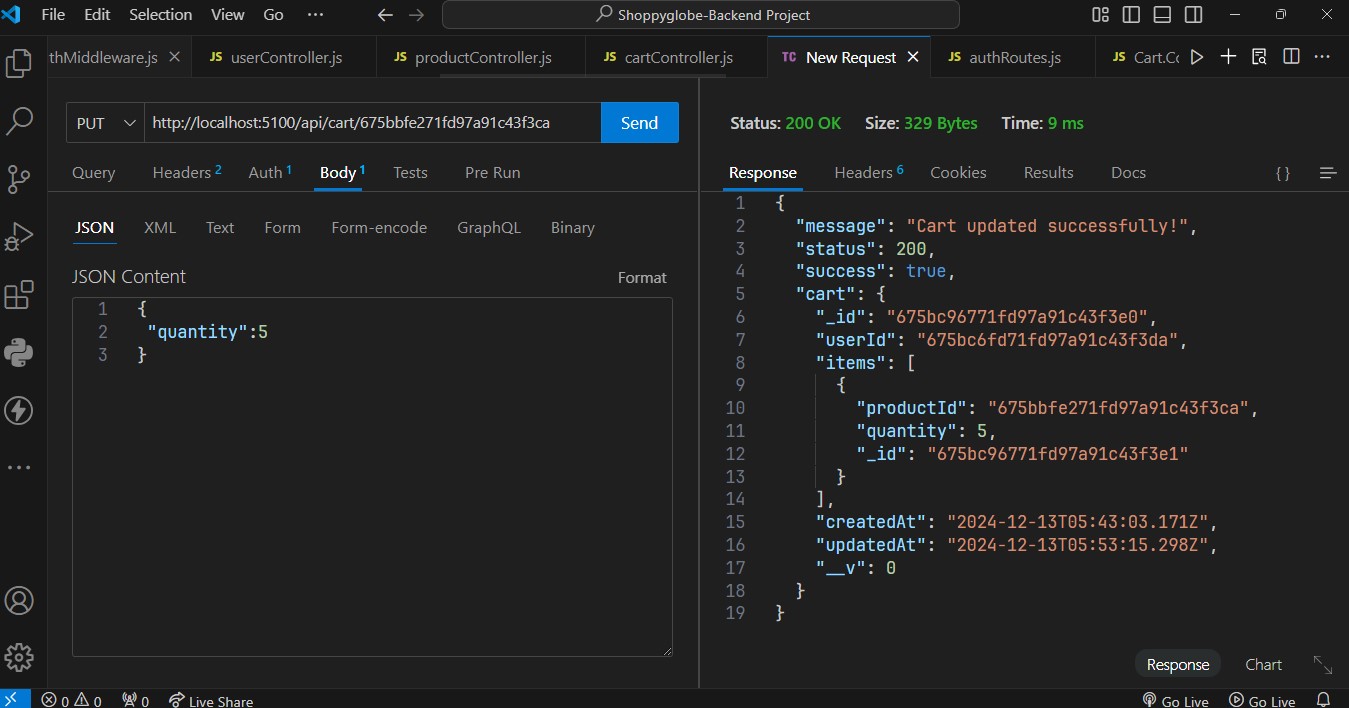 File Edit Selection View Go ··· ← → Shoppyglobe-Backend Project
thMiddleware.js JS userController.js JS productController.js JS cartController.js TC New Request JS authRoutes.js JS Cart.Co
PUT http://localhost:5100/api/cart/675bbfe271fd97a91c43f3ca Send
Query Headers 2 Auth 1 Body 1 Tests Pre Run
JSON XML Text Form Form-encode GraphQL Binary
JSON Content Format
1 {
2 "quantity":5
3 }
Status: 200 OK Size: 329 Bytes Time: 9 ms
Response Headers 6 Cookies Results Docs { }
1 {
2 "message": "Cart updated successfully!",
3 "status": 200,
4 "success": true,
5 "cart": {
6 "_id": "675bc96771fd97a91c43f3e0",
7 "userId": "675bc6fd71fd97a91c43f3da",
8 "items": [
9 {
10 "productId": "675bbfe271fd97a91c43f3ca",
11 "quantity": 5,
12 "_id": "675bc96771fd97a91c43f3e1"
13 }
14 ],
15 "createdAt": "2024-12-13T05:43:03.171Z",
16 "updatedAt": "2024-12-13T05:53:15.298Z",
17 "__v": 0
18 }
19 }
Response Chart
0 0 0 Live Share Go Live Go Live